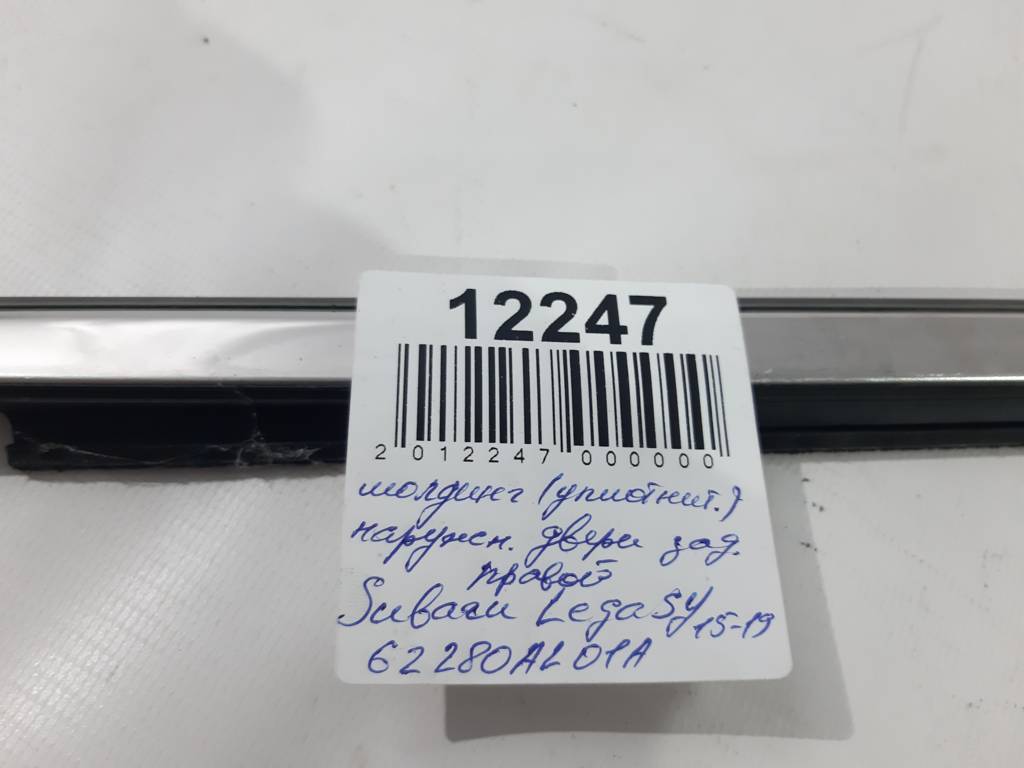 12247
2 012247 000000
молдинг (уплотнит.)
наружн. двери зад.
правой
Subaru Legasy 15-19
62280AL01A